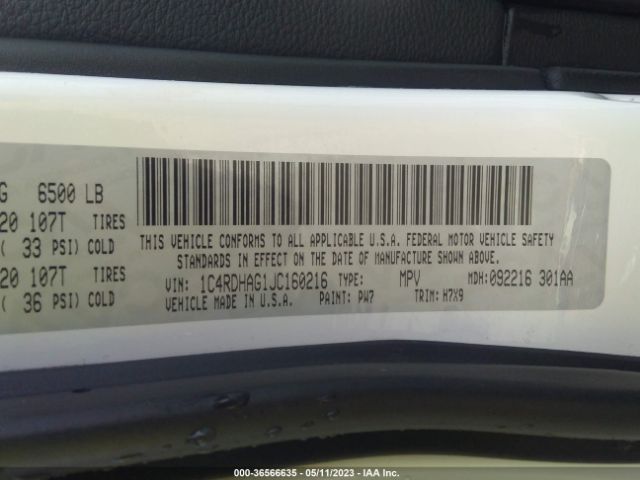 G 6500 LB
20 107T TIRES
( 33 PSI) COLD
20 107T TIRES
( 36 PSI) COLD
THIS VEHICLE CONFORMS TO ALL APPLICABLE U.S.A. FEDERAL MOTOR VEHICLE SAFETY
STANDARDS IN EFFECT ON THE DATE OF MANUFACTURE SHOWN ABOVE.
VIN: 1C4RDHAG1JC160216 TYPE: MPV MDH: 092216 301AA
VEHICLE MADE IN U.S.A. PAINT: PW7 TRIM: H7X9
000-36566635 - 05/11/2023 - IAA Inc.